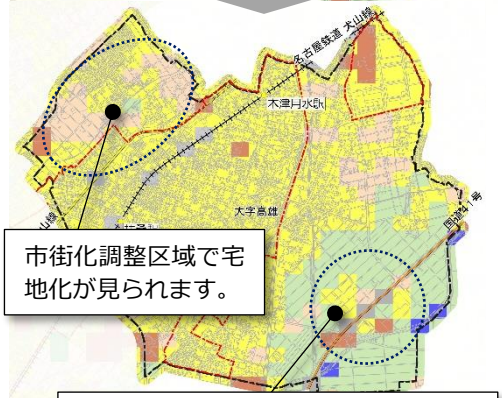 名古屋鉄道 犬山線
木津用水駅
大字高雄
国道41号
山線
市街化調整区域で宅
地化が見られます。